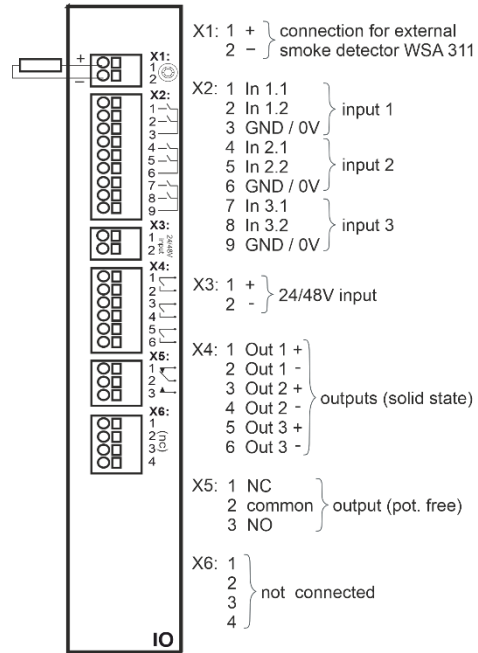 +
X1:
1
2
−
X2:
1
2
3
4
5
6
7
8
9
X3:
1
2
24/48V
input
X4:
1
2
3
4
5
6
X5:
1
2
3
X6:
1
2
3
4
(nc)
IO
X1: 1 + connection for external
2 − smoke detector WSA 311
X2: 1 In 1.1
2 In 1.2 input 1
3 GND / 0V
4 In 2.1
5 In 2.2 input 2
6 GND / 0V
7 In 3.1
8 In 3.2 input 3
9 GND / 0V
X3: 1 +
2 - 24/48V input
X4: 1 Out 1 +
2 Out 1 -
3 Out 2 +
4 Out 2 - outputs (solid state)
5 Out 3 +
6 Out 3 -
X5: 1 NC
2 common output (pot. free)
3 NO
X6: 1
2
not connected
3
4